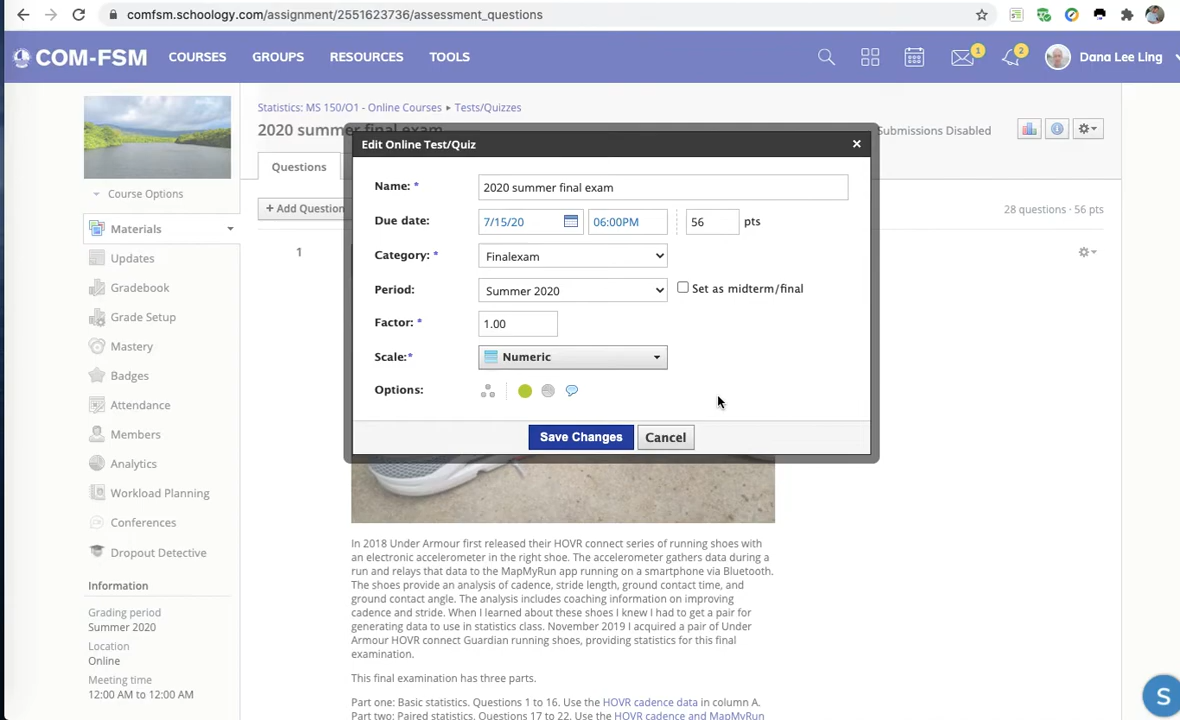 comfsm.schoology.com/assignment/2551623736/assessment_questions
COM-FSM COURSES GROUPS RESOURCES TOOLS 1 2 Dana Lee Ling
Statistics: MS 150/O1 - Online Courses ▸ Tests/Quizzes
2020 summer final exam
Submissions Disabled
Questions
+ Add Question
28 questions · 56 pts
1
Edit Online Test/Quiz ×
Name: * 2020 summer final exam
Due date: 7/15/20 06:00PM 56 pts
Category: * Finalexam
Period: Summer 2020 Set as midterm/final
Factor: * 1.00
Scale:* Numeric
Options:
Save Changes Cancel
Course Options
Materials
Updates
Gradebook
Grade Setup
Mastery
Badges
Attendance
Members
Analytics
Workload Planning
Conferences
Dropout Detective
Information
Grading period
Summer 2020
Location
Online
Meeting time
12:00 AM to 12:00 AM
In 2018 Under Armour first released their HOVR connect series of running shoes with
an electronic accelerometer in the right shoe. The accelerometer gathers data during a
run and relays that data to the MapMyRun app running on a smartphone via Bluetooth.
The shoes provide an analysis of cadence, stride length, ground contact time, and
ground contact angle. The analysis includes coaching information on improving
cadence and stride. When I learned about these shoes I knew I had to get a pair for
generating data to use in statistics class. November 2019 I acquired a pair of Under
Armour HOVR connect Guardian running shoes, providing statistics for this final
examination.
This final examination has three parts.
Part one: Basic statistics. Questions 1 to 16. Use the HOVR cadence data in column A.
Part two: Paired statistics. Questions 17 to 22. Use the HOVR cadence and MapMyRun
S